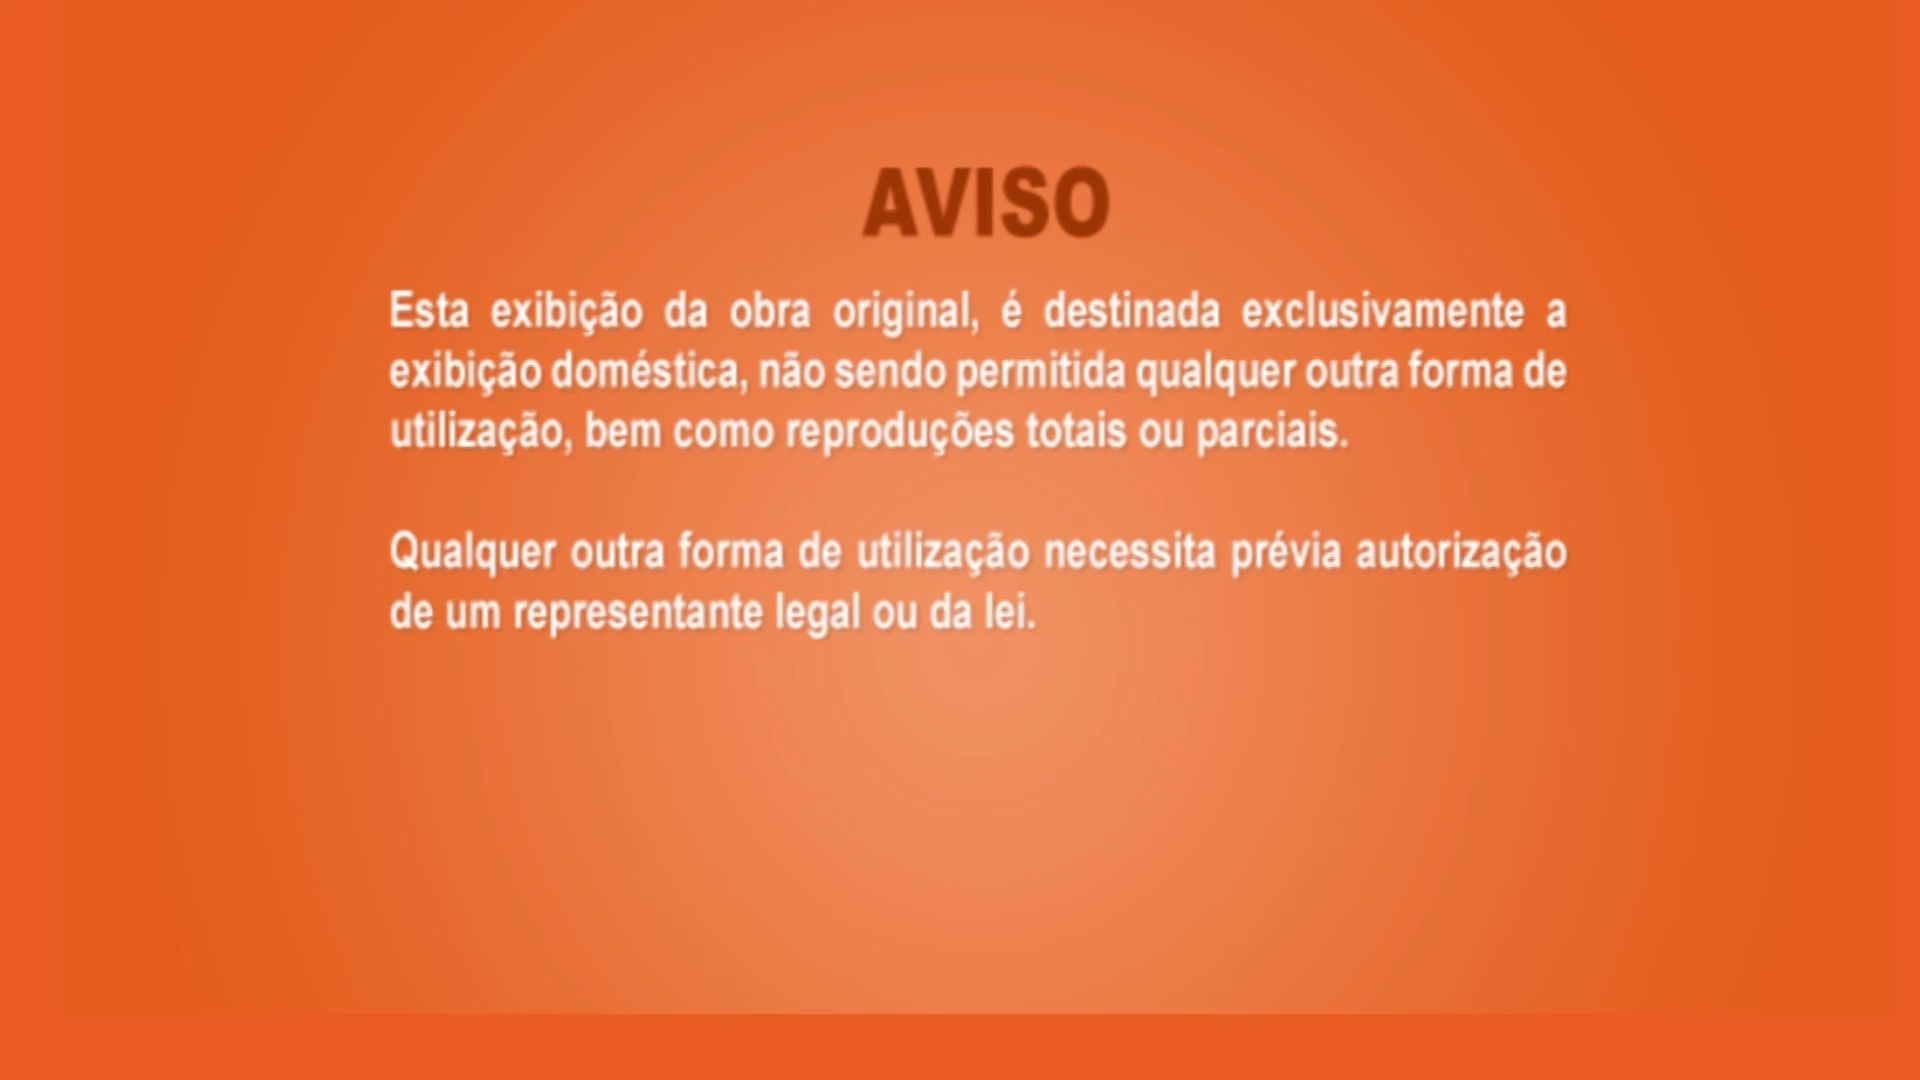 AVISO
Esta exibição da obra original, é destinada exclusivamente a
exibição doméstica, não sendo permitida qualquer outra forma de
utilização, bem como reproduções totais ou parciais.
Qualquer outra forma de utilização necessita prévia autorização
de um representante legal ou da lei.